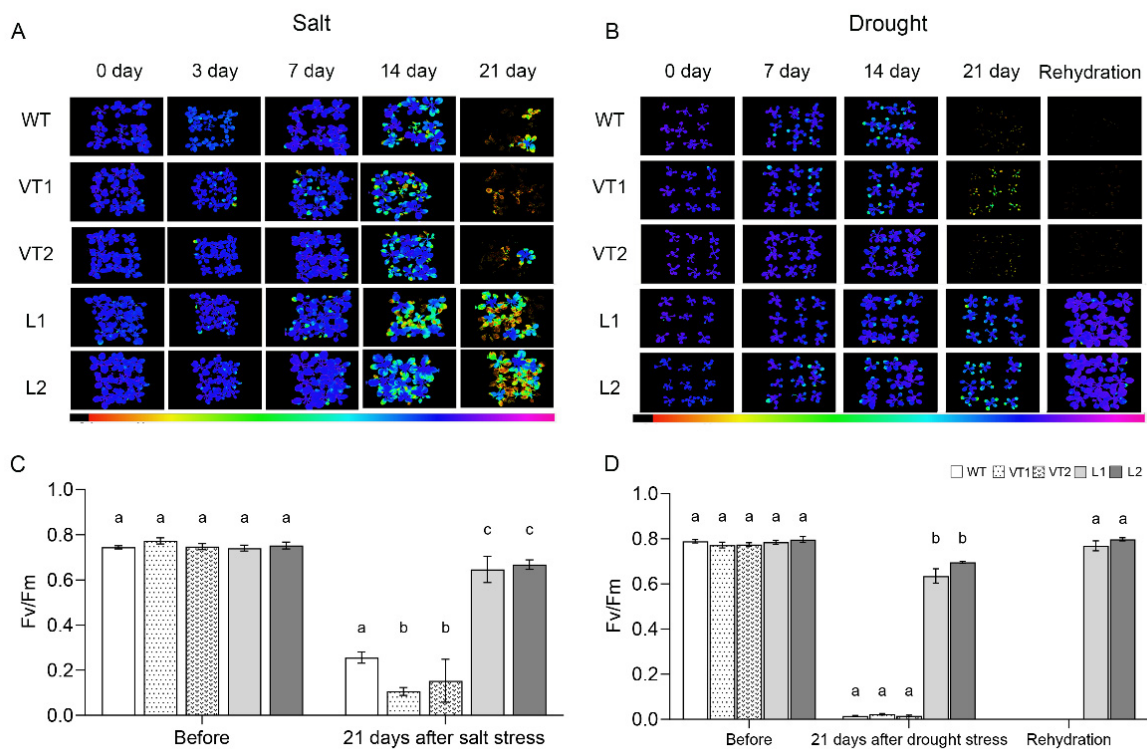 A
Salt
0 day 3 day 7 day 14 day 21 day
WT
VT1
VT2
L1
L2
B
Drought
0 day 7 day 14 day 21 day Rehydration
WT
VT1
VT2
L1
L2
C
Fv/Fm
1.0
0.8
0.6
0.4
0.2
0.0
a a a a a
a b b c c
Before 21 days after salt stress
D
WT VT1 VT2 L1 L2
Fv/Fm
1.0
0.8
0.6
0.4
0.2
0.0
a a a a a
a a a b b
a a
Before 21 days after drought stress Rehydration